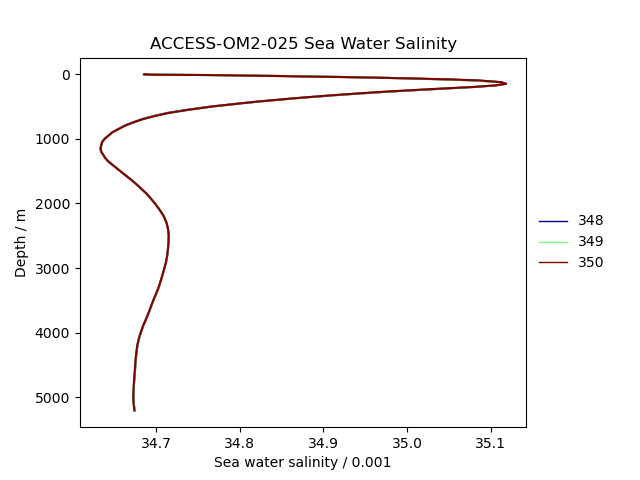 ACCESS-OM2-025 Sea Water Salinity
0
1000
2000
3000
4000
5000
Depth / m
34.7 34.8 34.9 35.0 35.1
Sea water salinity / 0.001
348
349
350